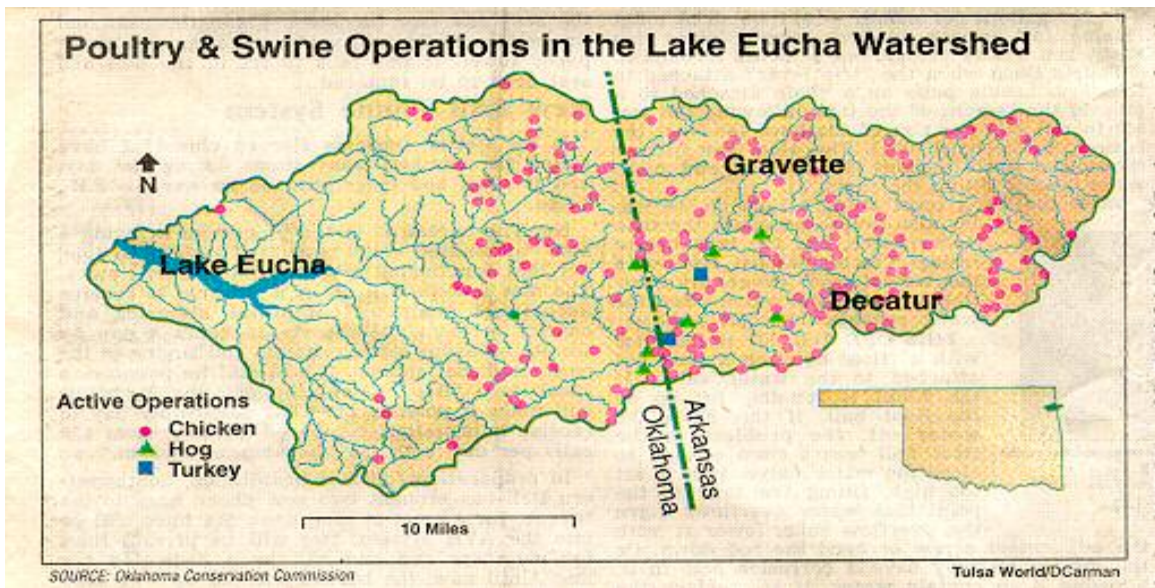 Poultry & Swine Operations in the Lake Eucha Watershed
N
Gravette
Lake Eucha
Decatur
Active Operations
Chicken
Hog
Turkey
Arkansas
Oklahoma
10 Miles
SOURCE: Oklahoma Conservation Commission
Tulsa World/DCarman